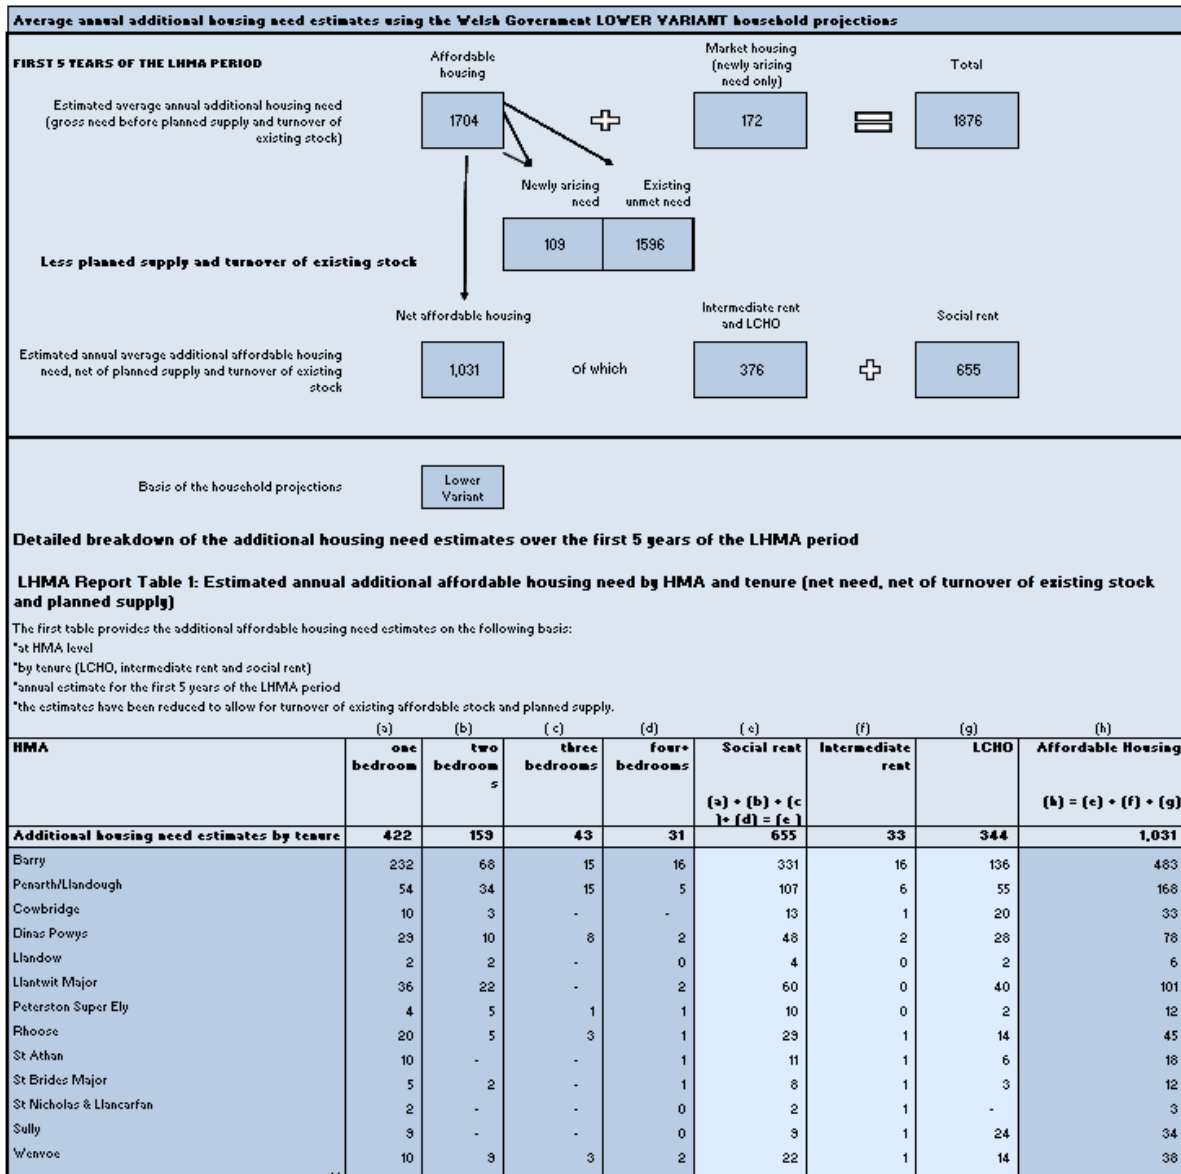 Average annual additional housing need estimates using the Welsh Government LOWER VARIANT household projections
FIRST 5 YEARS OF THE LHMA PERIOD
Affordable
housing
Market housing
(newly arising
need only)
Total
Estimated average annual additional housing need
(gross need before planned supply and turnover of
existing stock)
1704
172
1876
Newly arising
need
Existing
unmet need
109 1596
Less planned supply and turnover of existing stock
Net affordable housing
Intermediate rent
and LCHO
Social rent
Estimated annual average additional affordable housing
need, net of planned supply and turnover of existing
stock
1,031 of which 376 655
Basis of the household projections
Lower
Variant
Detailed breakdown of the additional housing need estimates over the first 5 years of the LHMA period
LHMA Report Table 1: Estimated annual additional affordable housing need by HMA and tenure (net need, net of turnover of existing stock
and planned supply)
The first table provides the additional affordable housing need estimates on the following basis:
*at HMA level
*by tenure (LCHO, intermediate rent and social rent)
*annual estimate for the first 5 years of the LHMA period
*the estimates have been reduced to allow for turnover of existing affordable stock and planned supply.
(a) (b) (c) (d) (e) (f) (g) (h)
HMA one two three four+ Social rent Intermediate LCHO Affordable Housing
bedroom bedroom bedrooms bedrooms rent
s
(a) + (b) + (c (h) = (e) + (f) + (g)
)+ (d) = (e )
Additional housing need estimates by tenure 422 159 43 31 655 33 344 1,031
Barry 232 68 15 16 331 16 136 483
Penarth/Llandough 54 34 15 5 107 6 55 168
Cowbridge 10 3 - - 13 1 20 33
Dinas Powys 29 10 8 2 48 2 28 78
Llandow 2 2 - 0 4 0 2 6
Llantwit Major 36 22 - 2 60 0 40 101
Peterston Super Ely 4 5 1 1 10 0 2 12
Rhoose 20 5 3 1 29 1 14 45
St Athan 10 - - 1 11 1 6 18
St Brides Major 5 2 - 1 8 1 3 12
St Nicholas & Llancarfan 2 - - 0 2 1 - 3
Sully 9 - - 0 9 1 24 34
Wenvoe 10 9 3 2 22 1 14 38